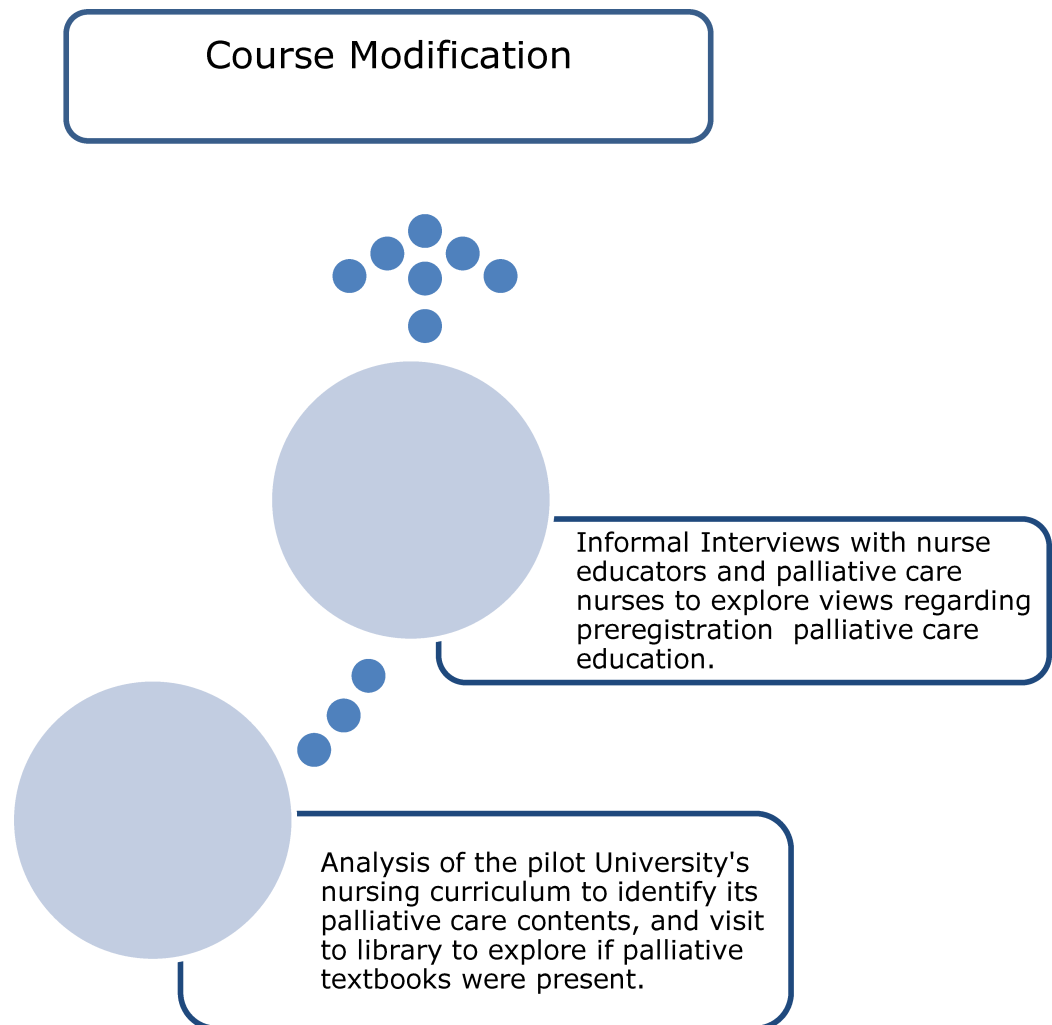 Course Modification
Informal Interviews with nurse
educators and palliative care
nurses to explore views regarding
preregistration  palliative care
education.
Analysis of the pilot University's
nursing curriculum to identify its
palliative care contents, and visit
to library to explore if palliative
textbooks were present.